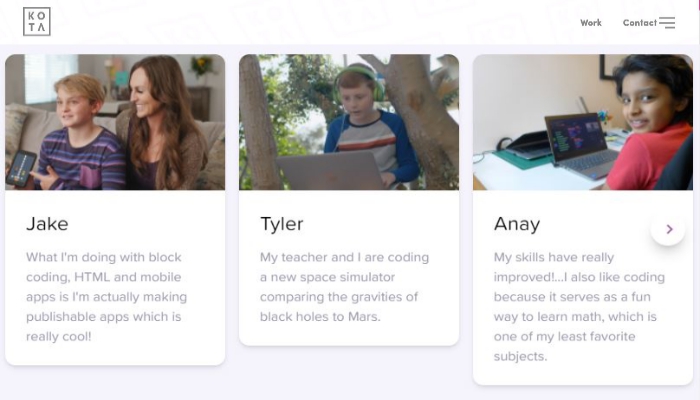 KO
TA
Work
Contact
Jake
What I'm doing with block
coding, HTML and mobile
apps is I'm actually making
publishable apps which is
really cool!
Tyler
My teacher and I are coding
a new space simulator
comparing the gravities of
black holes to Mars.
Anay
My skills have really
improved!...I also like coding
because it serves as a fun
way to learn math, which is
one of my least favorite
subjects.